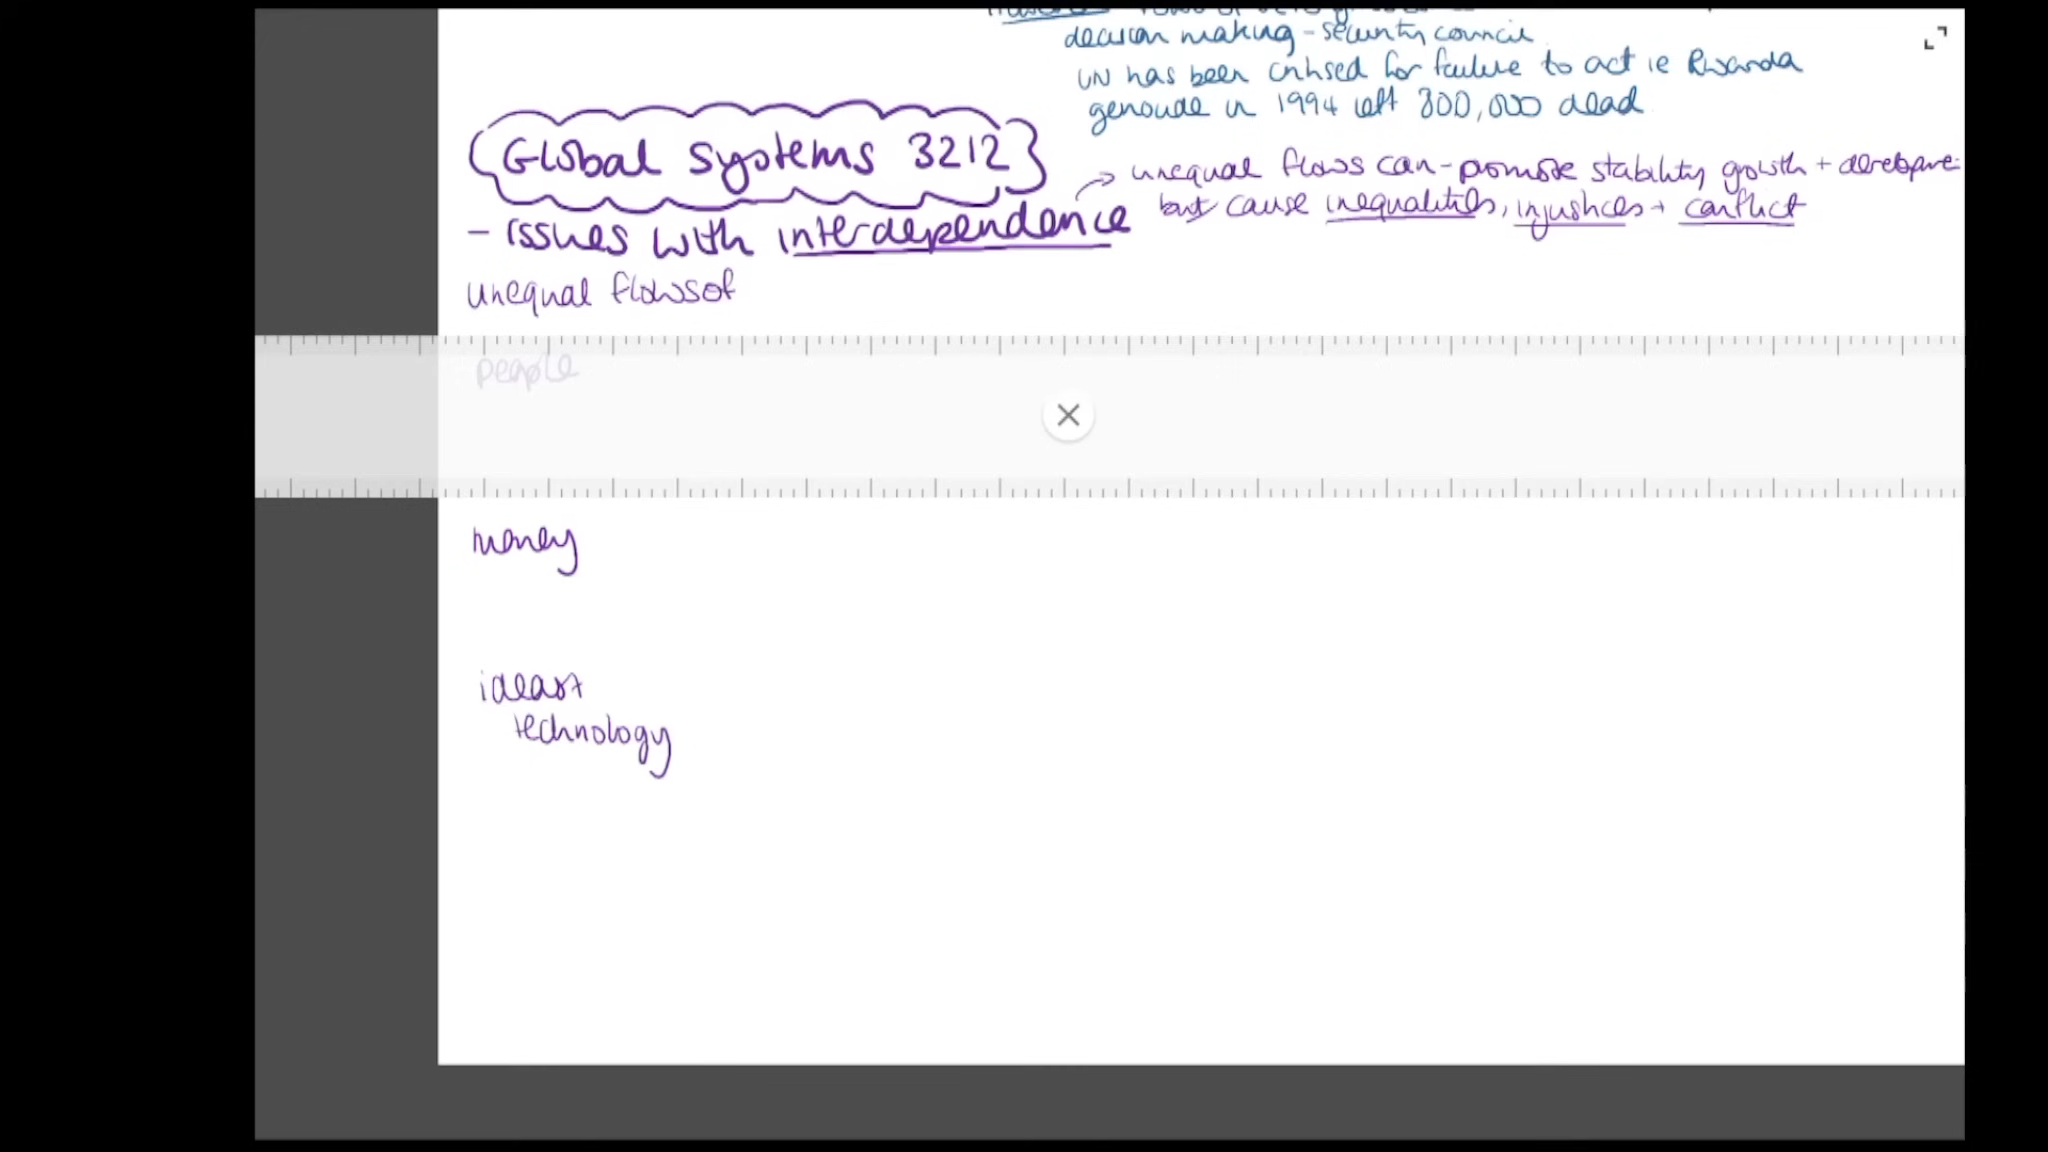 decision making - security council
UN has been critised for failure to act ie Rwanda
genocide in 1994 left 800,000 dead
Global systems 3212
→ unequal flows can - promose stability growth + developme
but cause inequalities, injustices + conflict
- issues with interdependence
unequal flows of
people
money
ideas +
technology